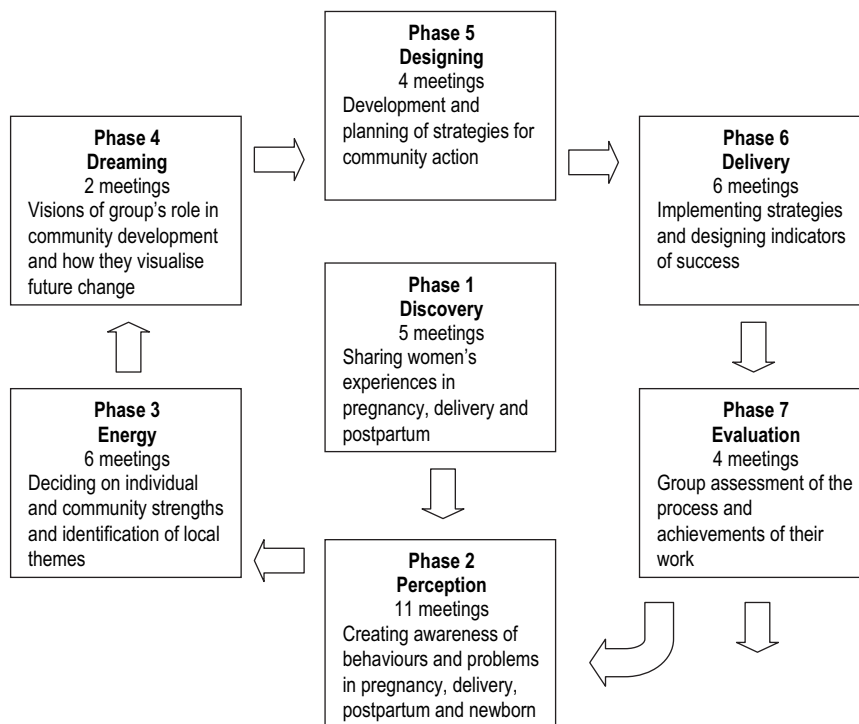 Phase 5
Designing
4 meetings
Development and
planning of strategies for
community action
Phase 4
Dreaming
2 meetings
Visions of group's role in
community development
and how they visualise
future change
Phase 6
Delivery
6 meetings
Implementing strategies
and designing indicators
of success
Phase 1
Discovery
5 meetings
Sharing women's
experiences in
pregnancy, delivery and
postpartum
Phase 3
Energy
6 meetings
Deciding on individual
and community strengths
and identification of local
themes
Phase 7
Evaluation
4 meetings
Group assessment of the
process and
achievements of their
work
Phase 2
Perception
11 meetings
Creating awareness of
behaviours and problems
in pregnancy, delivery,
postpartum and newborn